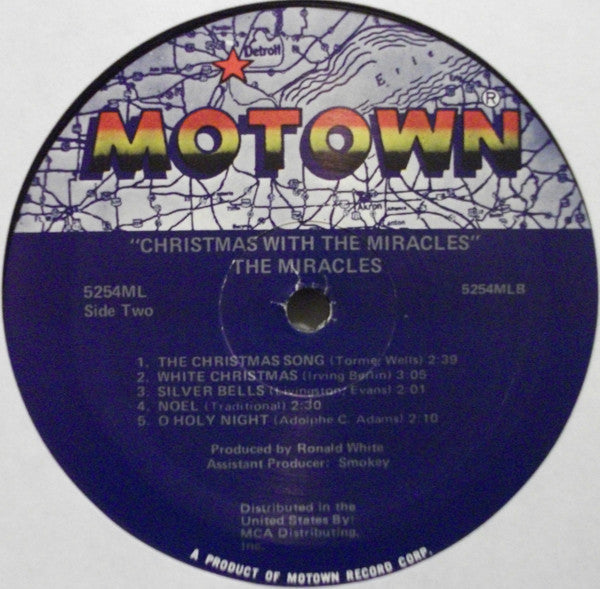 Detroit
Erie
MOTOWN®
Akron
"CHRISTMAS WITH THE MIRACLES"
THE MIRACLES
5254ML 5254MLB
Side Two
1. THE CHRISTMAS SONG (Torme, Wells) 2:39
2. WHITE CHRISTMAS (Irving Berlin) 3:05
3. SILVER BELLS (Livingston, Evans) 2:01
4. NOEL (Traditional) 2:30
5. O HOLY NIGHT (Adolphe C. Adams) 2:10
Produced by Ronald White
Assistant Producer: Smokey
Distributed in the
United States By:
MCA Distributing,
Inc.
A PRODUCT OF MOTOWN RECORD CORP.